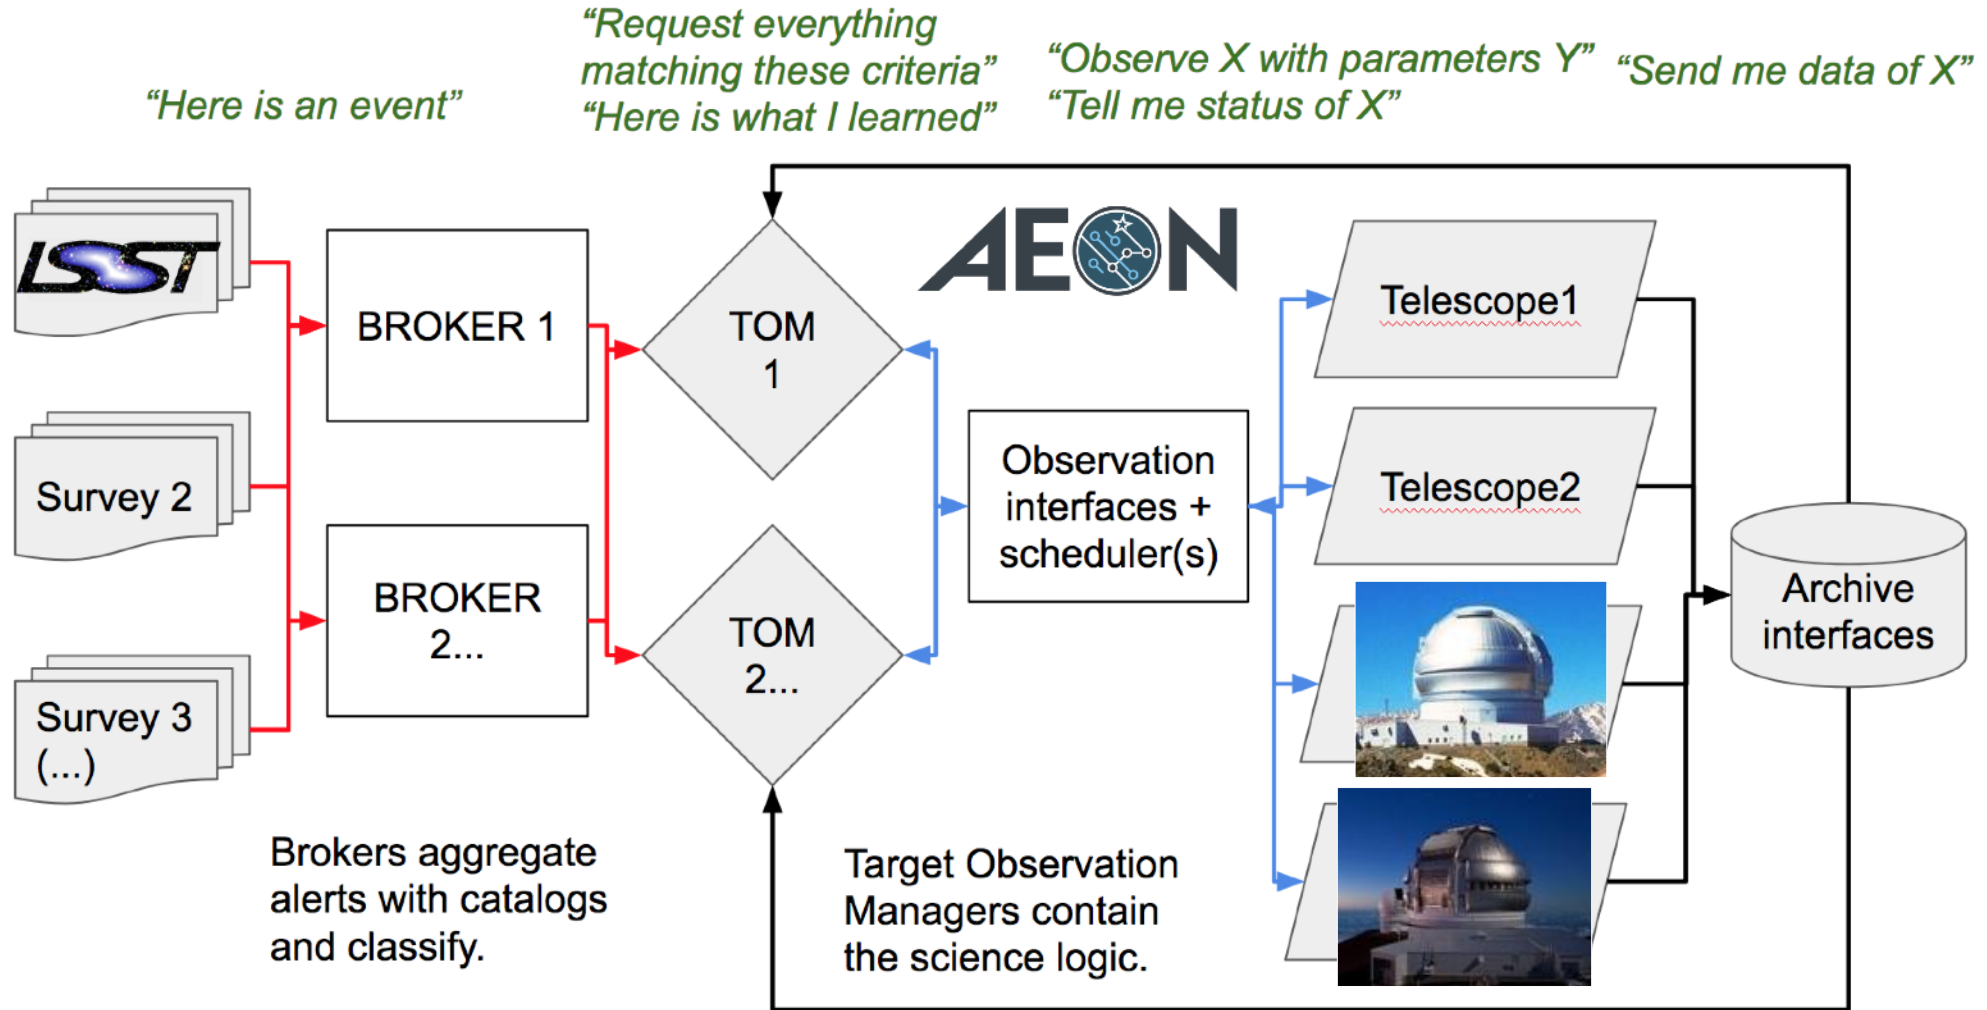 “Request everything
matching these criteria”
“Here is what I learned”
“Observe X with parameters Y”
“Tell me status of X”
“Send me data of X”
“Here is an event”
LSST
Survey 2
Survey 3
(...)
BROKER 1
BROKER
2...
TOM
1
TOM
2...
AEON
Observation
interfaces +
scheduler(s)
Telescope1
Telescope2
Archive
interfaces
Brokers aggregate
alerts with catalogs
and classify.
Target Observation
Managers contain
the science logic.